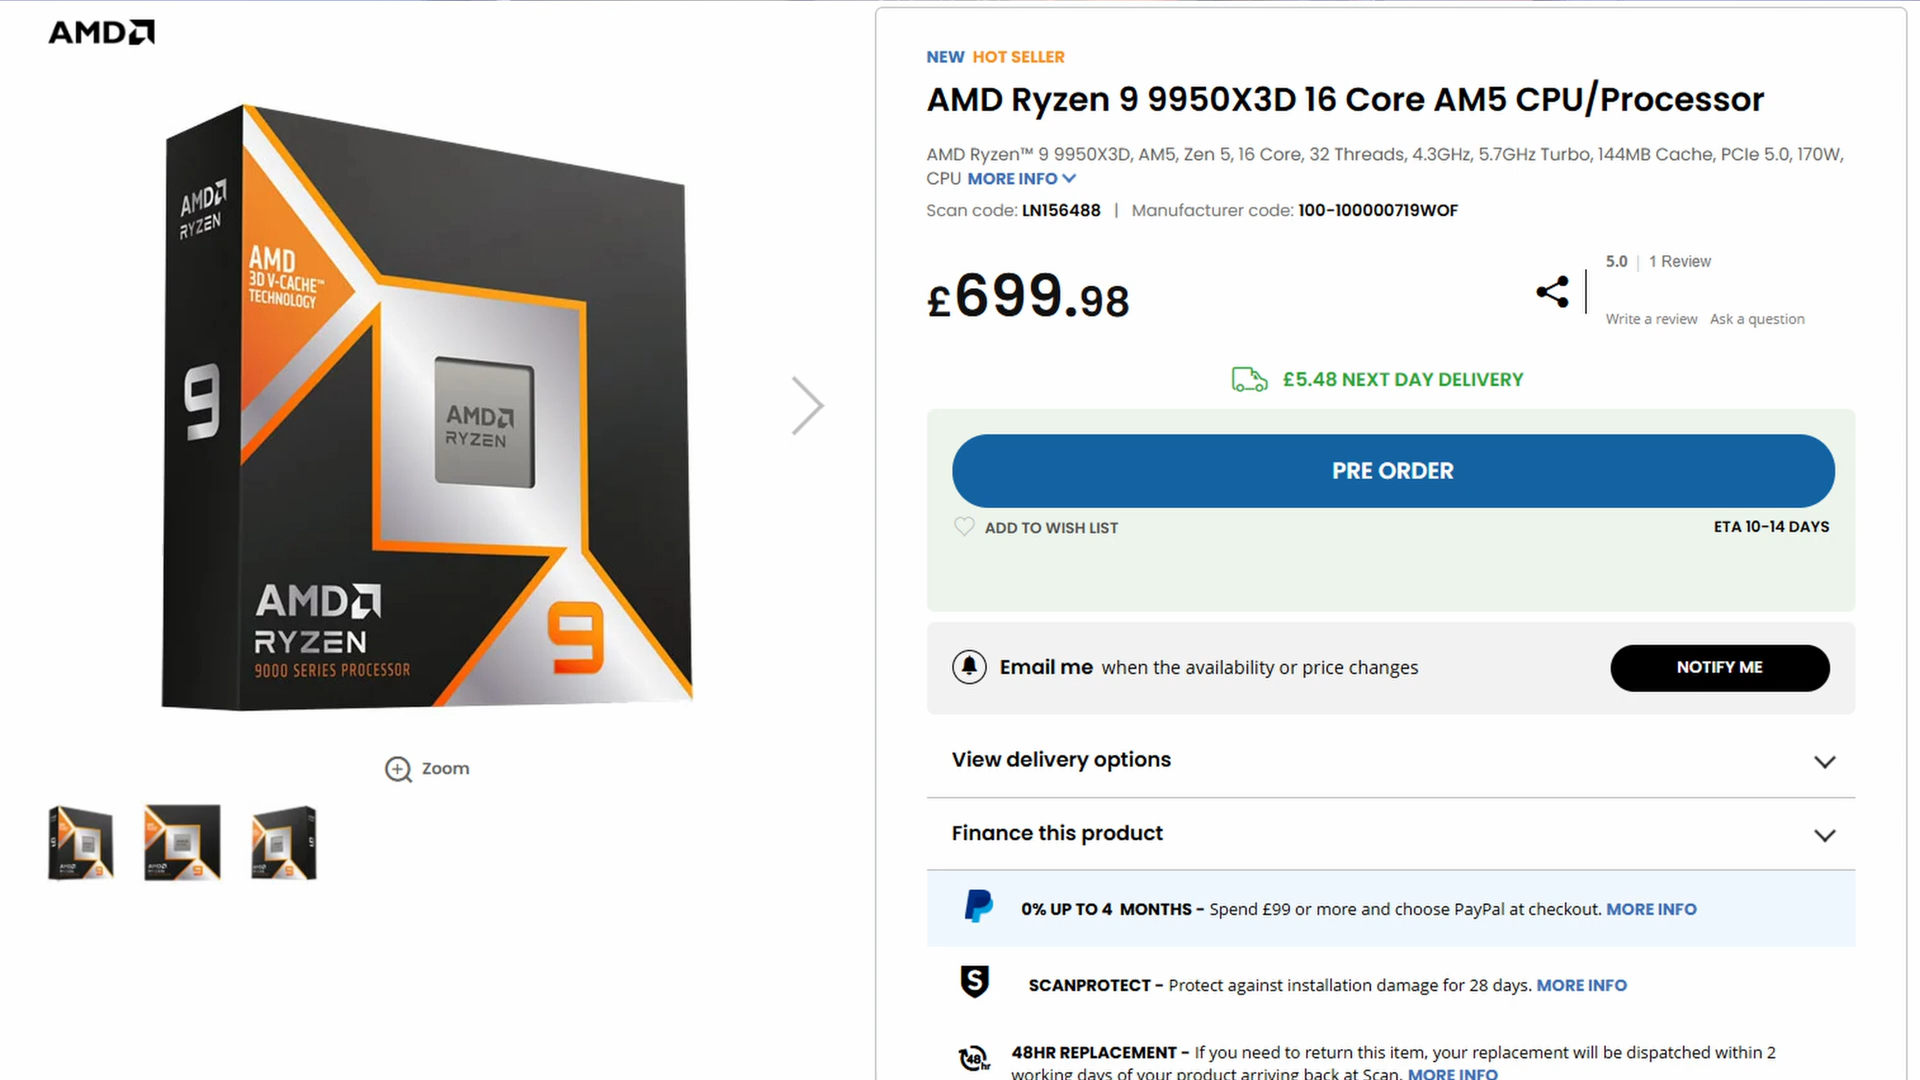 AMD
AMD
RYZEN
AMD
3D V-CACHE™
TECHNOLOGY
9
AMD
RYZEN
AMD
RYZEN
9000 SERIES PROCESSOR
9
Zoom
NEW HOT SELLER
AMD Ryzen 9 9950X3D 16 Core AM5 CPU/Processor
AMD Ryzen™ 9 9950X3D, AM5, Zen 5, 16 Core, 32 Threads, 4.3GHz, 5.7GHz Turbo, 144MB Cache, PCIe 5.0, 170W,
CPU MORE INFO
Scan code: LN156488 | Manufacturer code: 100-100000719WOF
£699.98
5.0 | 1 Review
Write a review Ask a question
£5.48 NEXT DAY DELIVERY
PRE ORDER
ADD TO WISH LIST
ETA 10-14 DAYS
Email me when the availability or price changes
NOTIFY ME
View delivery options
Finance this product
0% UP TO 4 MONTHS - Spend £99 or more and choose PayPal at checkout. MORE INFO
SCANPROTECT - Protect against installation damage for 28 days. MORE INFO
48hr
48HR REPLACEMENT - If you need to return this item, your replacement will be dispatched within 2
working days of your product arriving back at Scan. MORE INFO